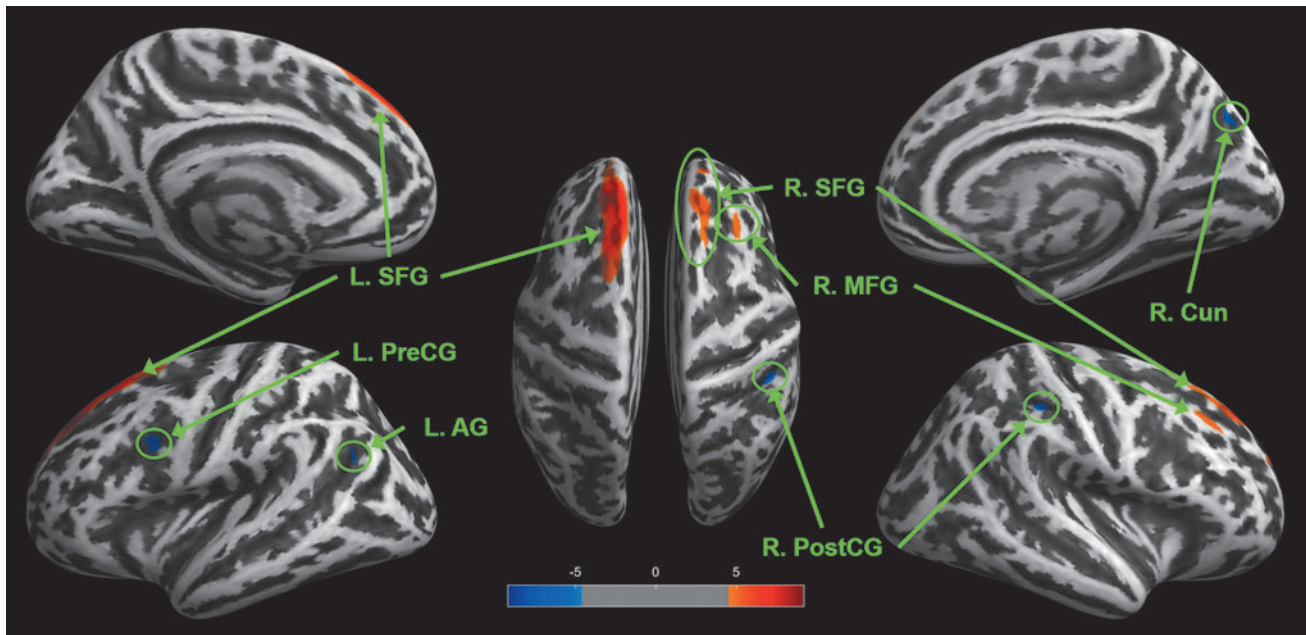 R. SFG
L. SFG
R. MFG
R. Cun
L. PreCG
L. AG
R. PostCG
-5 0 5